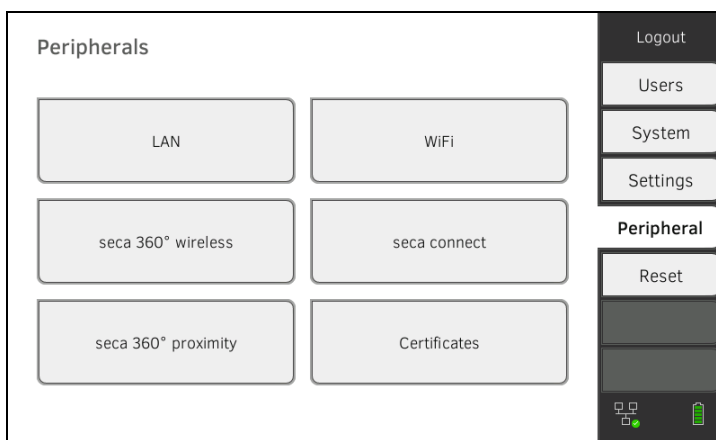 Peripherals
LAN
WiFi
seca 360° wireless
seca connect
seca 360° proximity
Certificates
Logout
Users
System
Settings
Peripheral
Reset